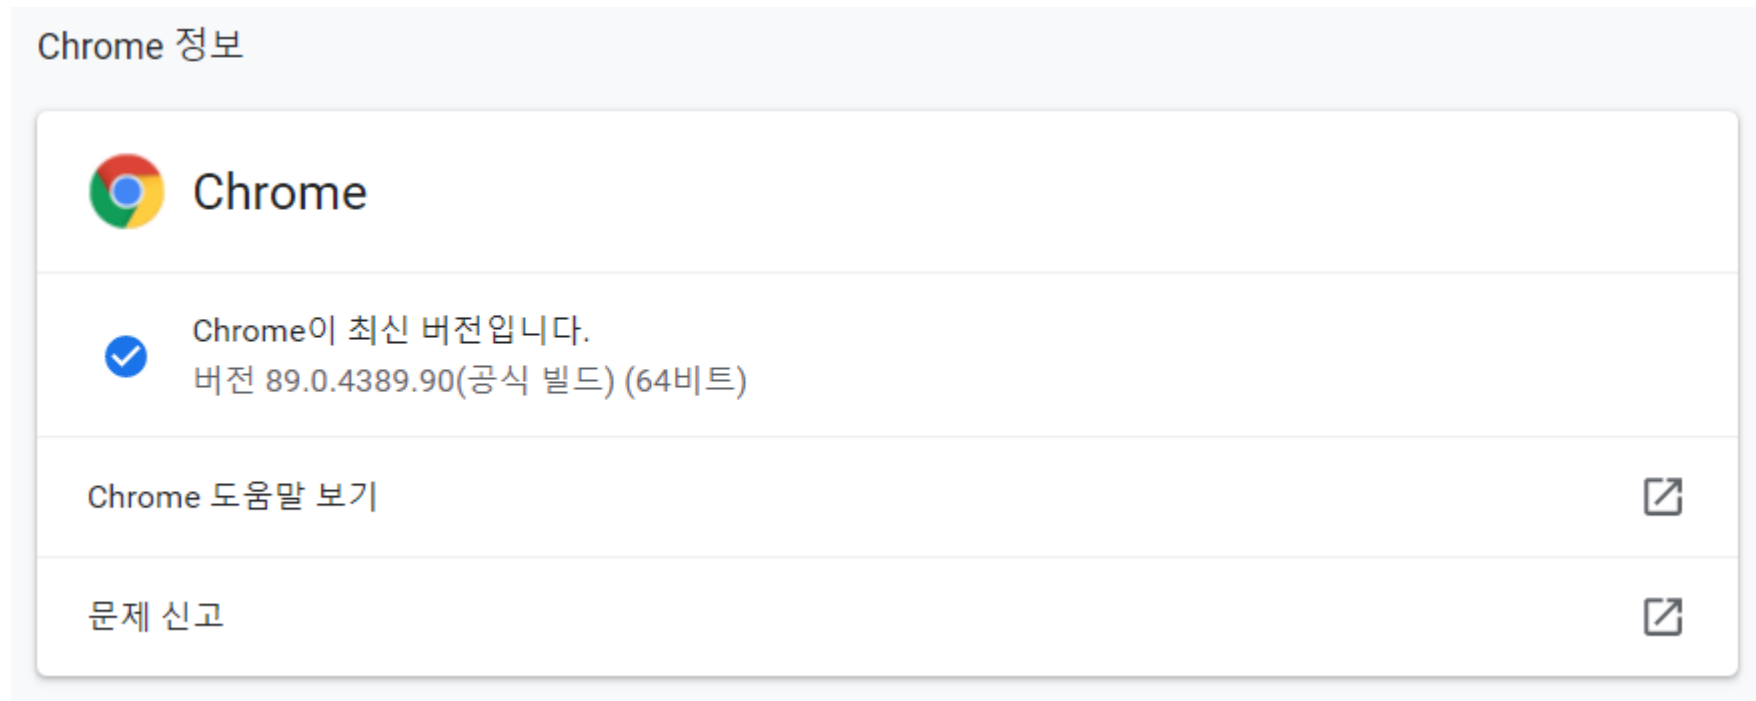 Chrome 정보
Chrome
Chrome이 최신 버전입니다.
버전 89.0.4389.90(공식 빌드) (64비트)
Chrome 도움말 보기
문제 신고